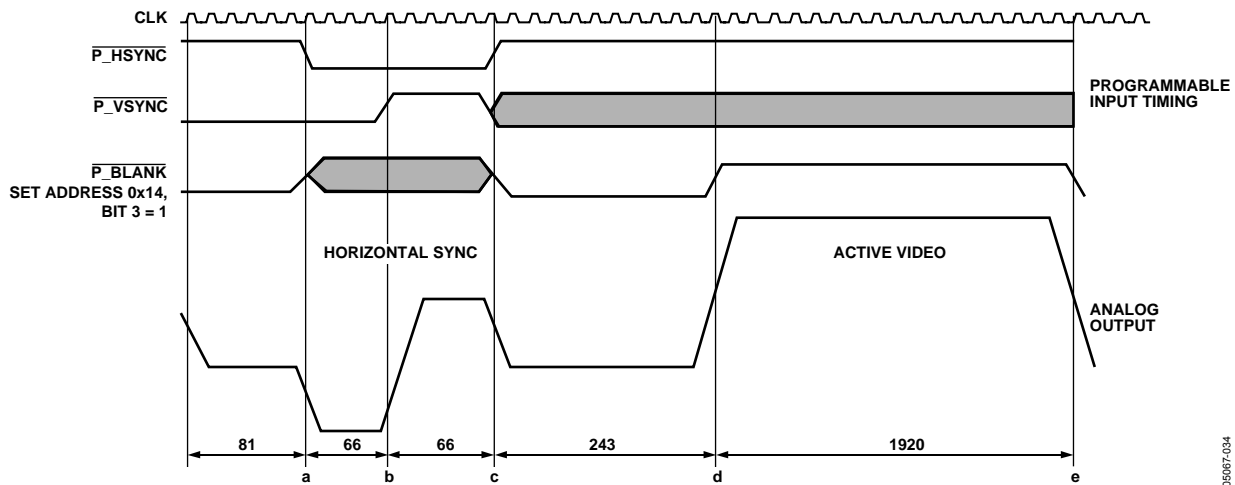 CLK
P_HSYNC
PROGRAMMABLE
INPUT TIMING
P_VSYNC
P_BLANK
SET ADDRESS 0x14,
BIT 3 = 1
HORIZONTAL SYNC
ACTIVE VIDEO
ANALOG
OUTPUT
81 66 66 243 1920
a b c d e
05067-034